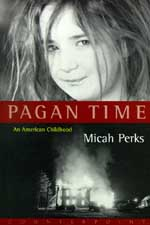 PAGAN TIME
An American Childhood
Micah Perks
COUNTERPOINT